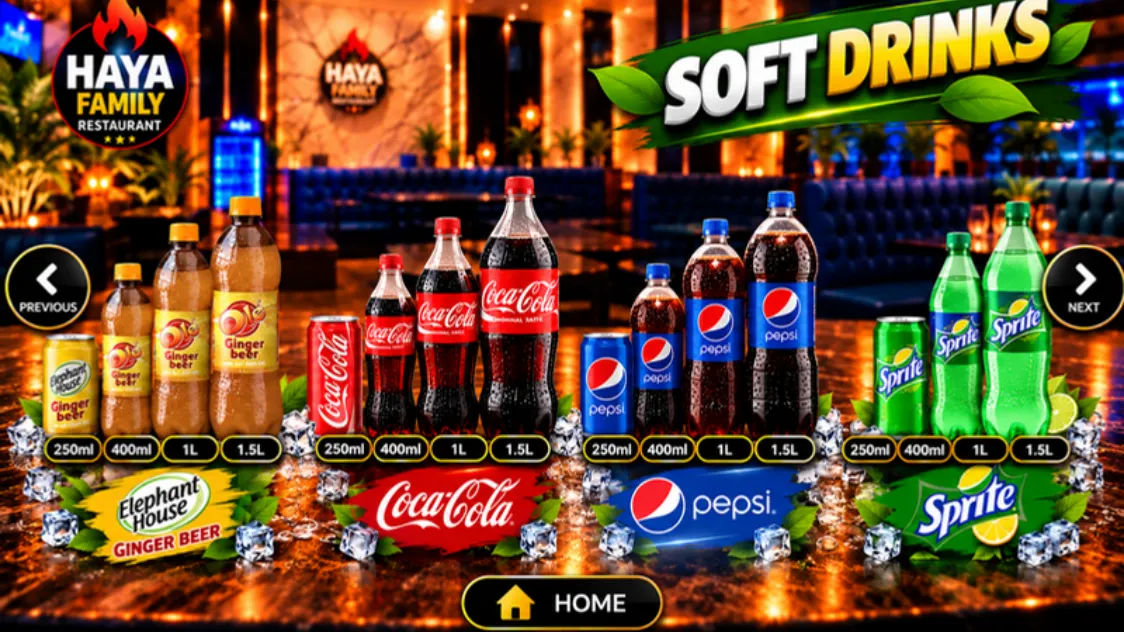 HAYA
FAMILY
RESTAURANT
HAYA
FAMILY
RESTAURANT
SOFT DRINKS
PREVIOUS
NEXT
Elephant
House
Ginger
beer
Ginger
beer
Ginger
beer
Ginger
beer
Coca-Cola
Coca-Cola
Coca-Cola
Coca-Cola
pepsi
pepsi
pepsi
pepsi
Sprite
Sprite
Sprite
250ml 400ml 1L 1.5L
250ml 400ml 1L 1.5L
250ml 400ml 1L 1.5L
250ml 400ml 1L 1.5L
Elephant
House
GINGER BEER
Coca-Cola
pepsi
Sprite
HOME